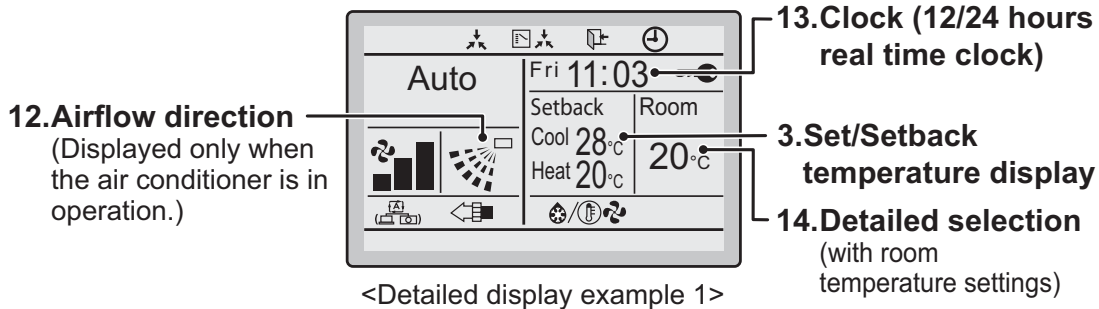 13.Clock (12/24 hours
real time clock)
Auto
Fri 11:03
12.Airflow direction
(Displayed only when
the air conditioner is in
operation.)
Setback
Cool 28°C
Heat 20°C
Room
20°C
3.Set/Setback
temperature display
14.Detailed selection
(with room
temperature settings)
<Detailed display example 1>